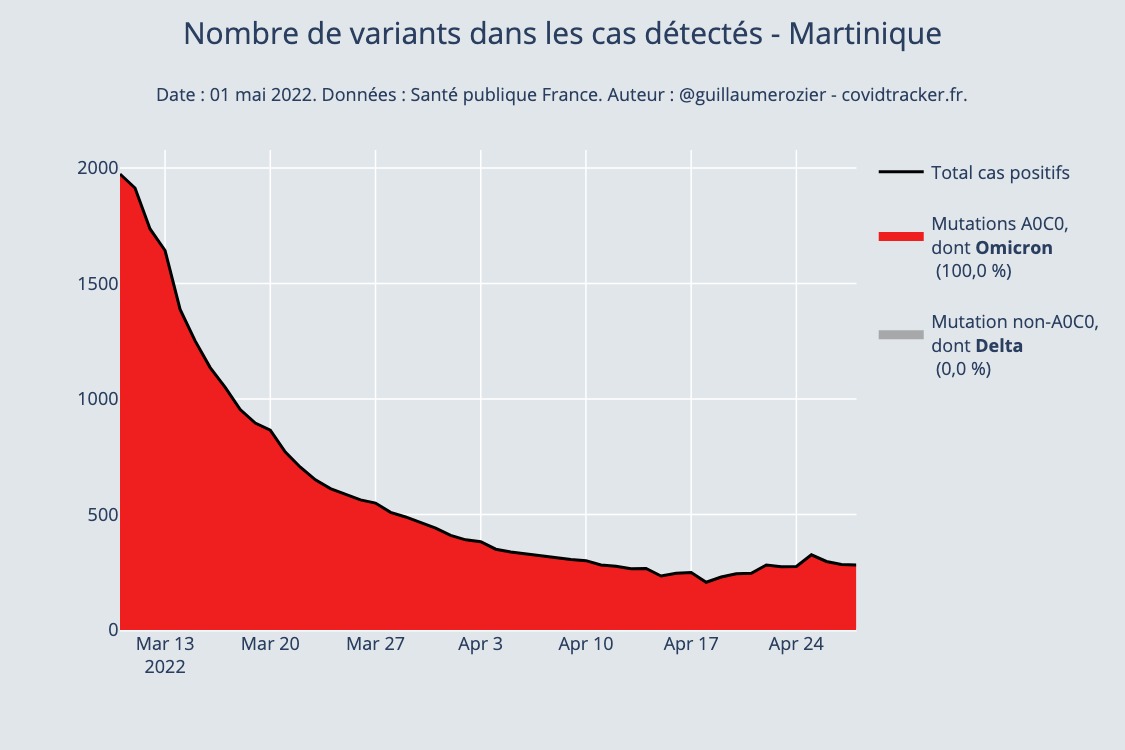 Nombre de variants dans les cas détectés - Martinique
Date : 01 mai 2022. Données : Santé publique France. Auteur : @guillaumerozier - covidtracker.fr.
2000
1500
1000
500
0
Mar 13
2022
Mar 20
Mar 27
Apr 3
Apr 10
Apr 17
Apr 24
Total cas positifs
Mutations A0C0,
dont Omicron
(100,0 %)
Mutation non-A0C0,
dont Delta
(0,0 %)